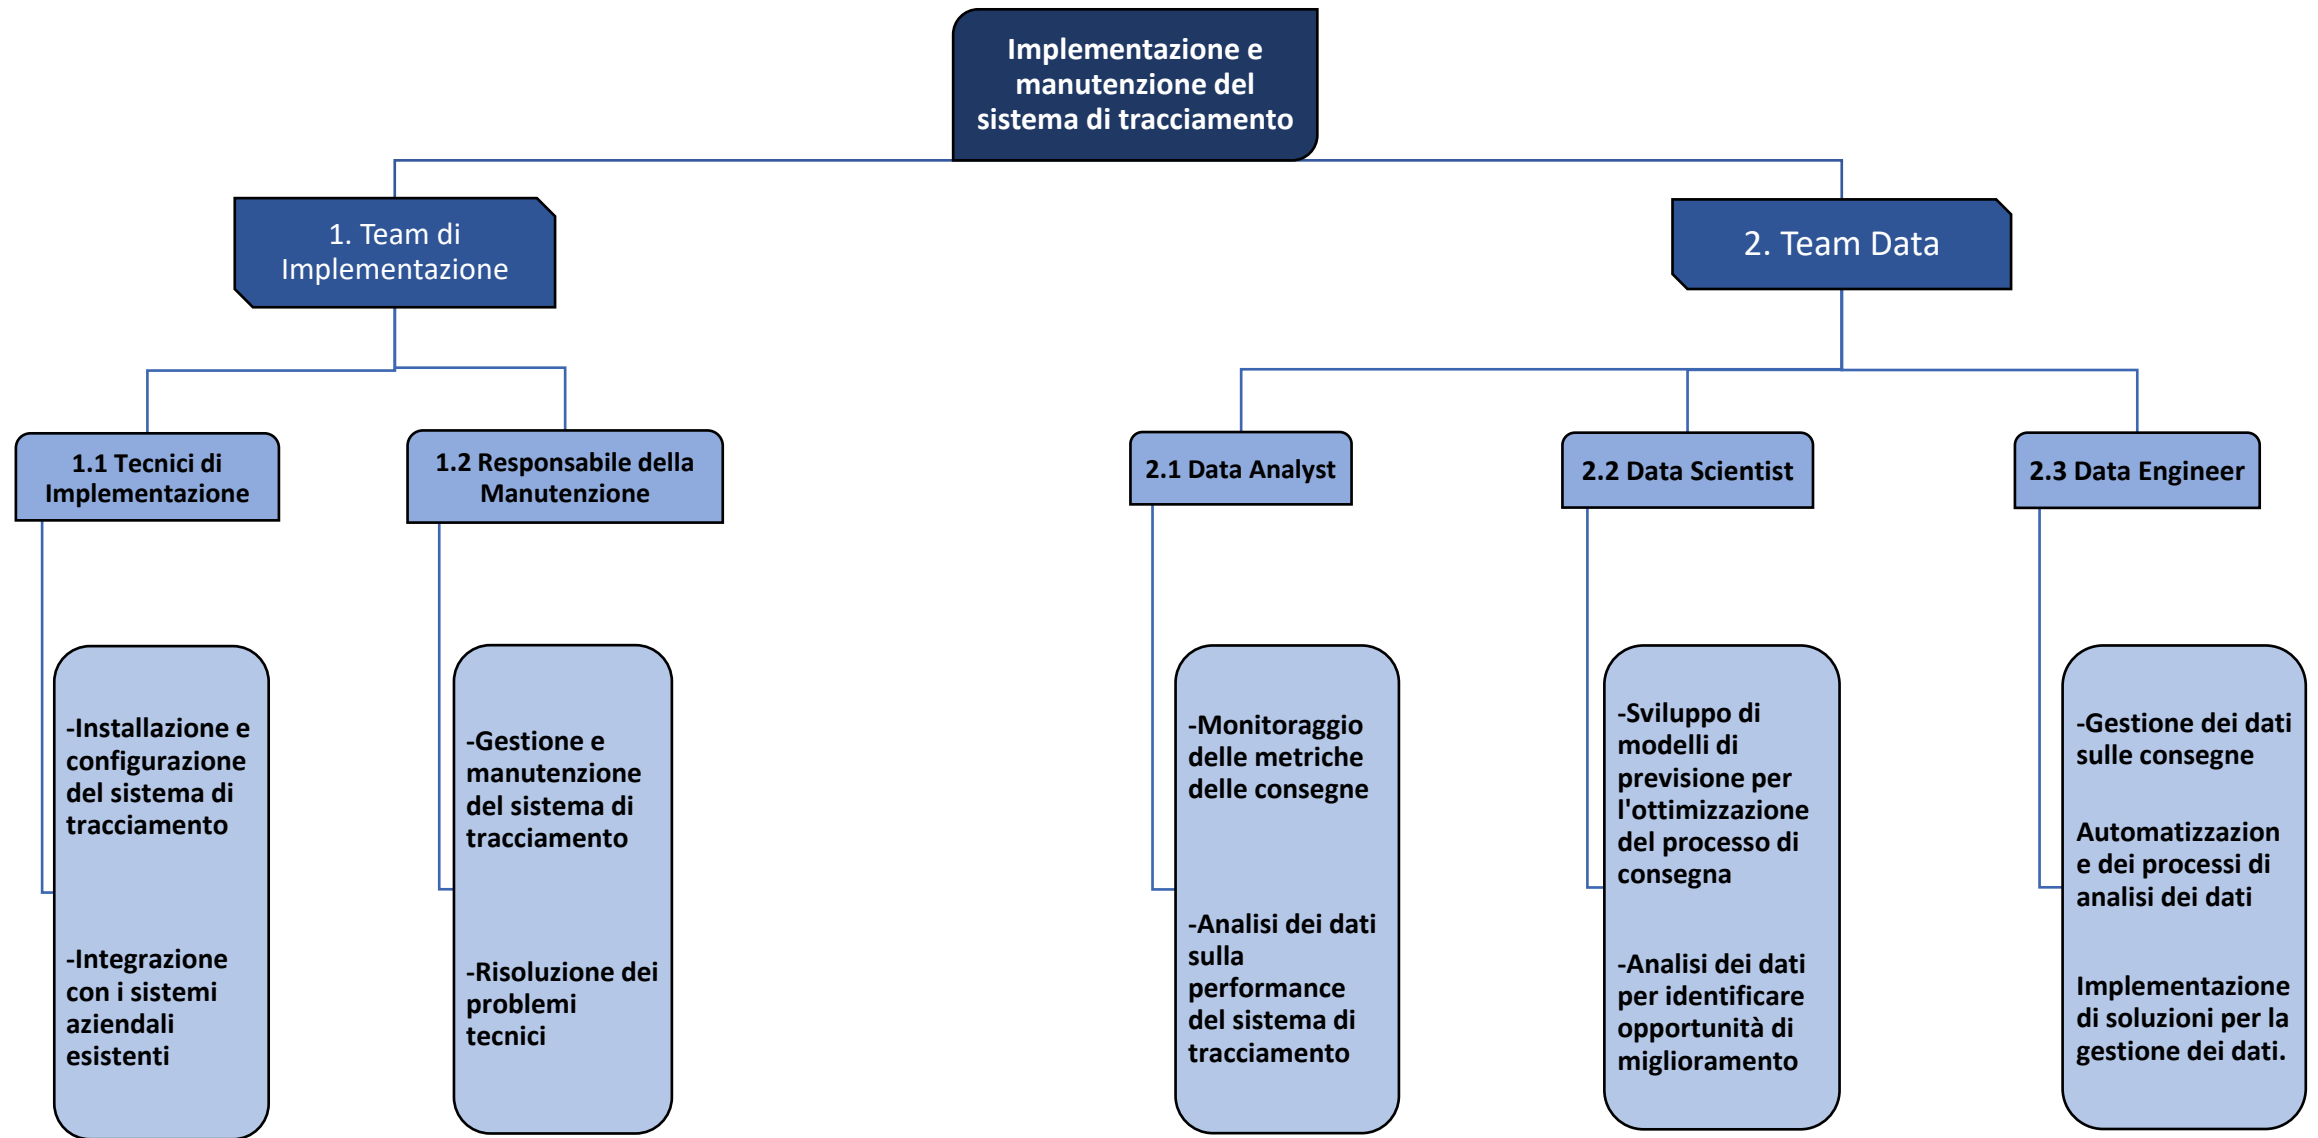 Implementazione e
manutenzione del
sistema di tracciamento
1. Team di
Implementazione
2. Team Data
1.1 Tecnici di
Implementazione
1.2 Responsabile della
Manutenzione
2.1 Data Analyst
2.2 Data Scientist
2.3 Data Engineer
-Installazione e
configurazione
del sistema di
tracciamento
-Integrazione
con i sistemi
aziendali
esistenti
-Gestione e
manutenzione
del sistema di
tracciamento
-Risoluzione dei
problemi
tecnici
-Monitoraggio
delle metriche
delle consegne
-Analisi dei dati
sulla
performance
del sistema di
tracciamento
-Sviluppo di
modelli di
previsione per
l'ottimizzazione
del processo di
consegna
-Analisi dei dati
per identificare
opportunità di
miglioramento
-Gestione dei dati
sulle consegne
Automatizzazion
e dei processi di
analisi dei dati
Implementazione
di soluzioni per la
gestione dei dati.